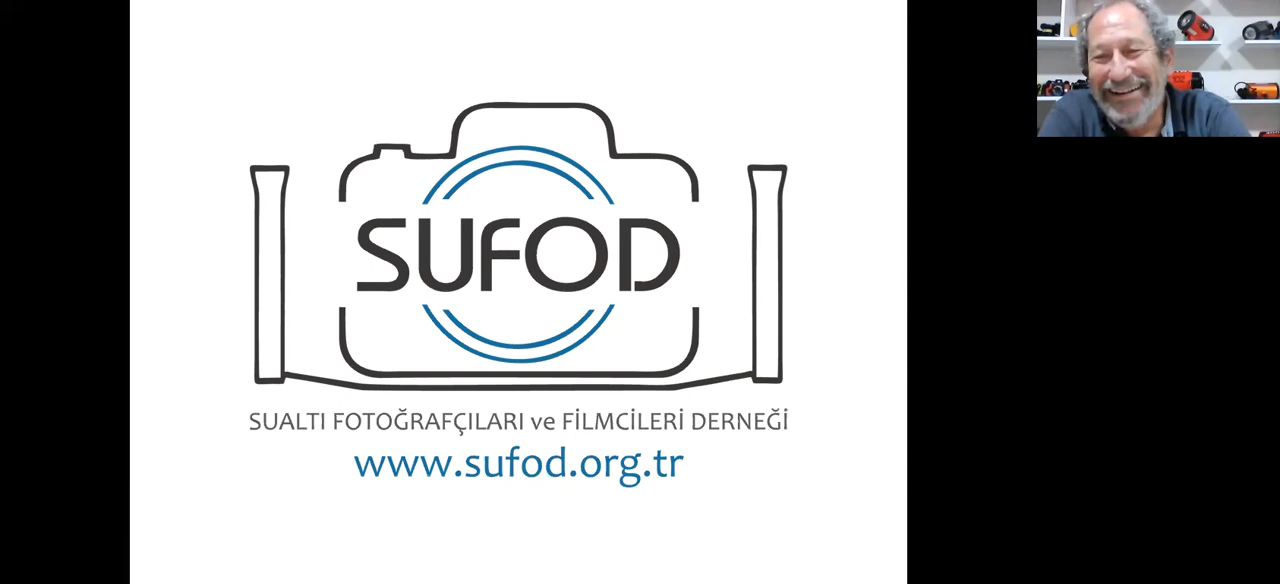 SUFOD
SUALTI FOTOĞRAFÇILARI ve FİLMCİLERİ DERNEĞİ
www.sufod.org.tr